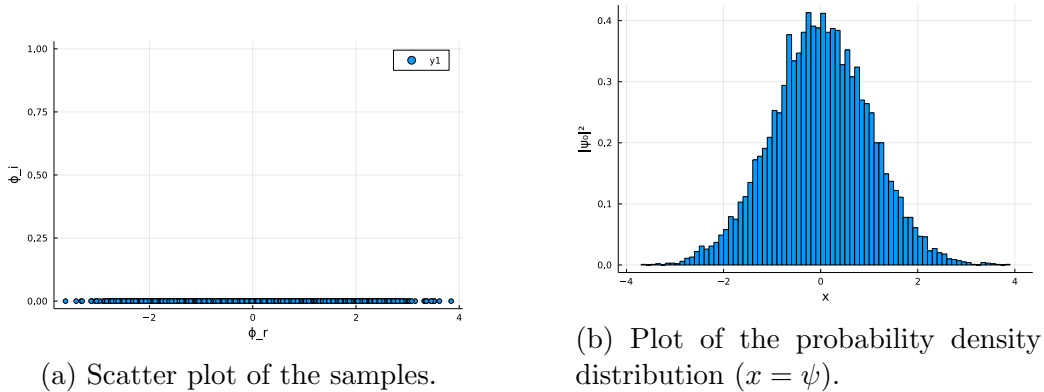 1.00
0.75
0.50
0.25
0.00
ϕ_i
y1
−2
0
2
4
ϕ_r
(a) Scatter plot of the samples.
0.4
0.3
0.2
0.1
0.0
|ψ₀|²
−4
−2
0
2
4
x
(b) Plot of the probability density
distribution (x = ψ).